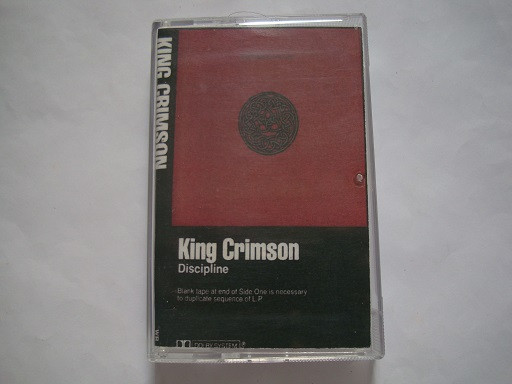 KING CRIMSON
King Crimson
Discipline
Blank tape at end of Side One is necessary
to duplicate sequence of L.P.
DOLBY SYSTEM